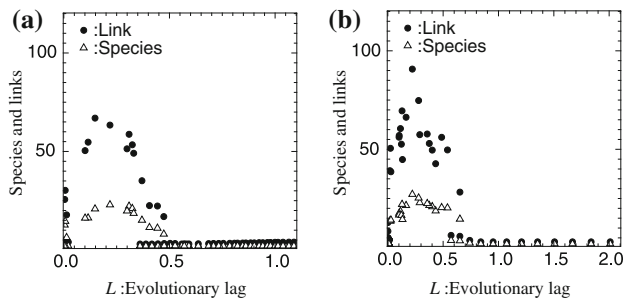 (a)
100
50
● :Link
△ :Species
Species and links
0.0 0.5 1.0
L :Evolutionary lag
(b)
100
50
● :Link
△ :Species
Species and links
0.0 0.5 1.0 1.5 2.0
L :Evolutionary lag